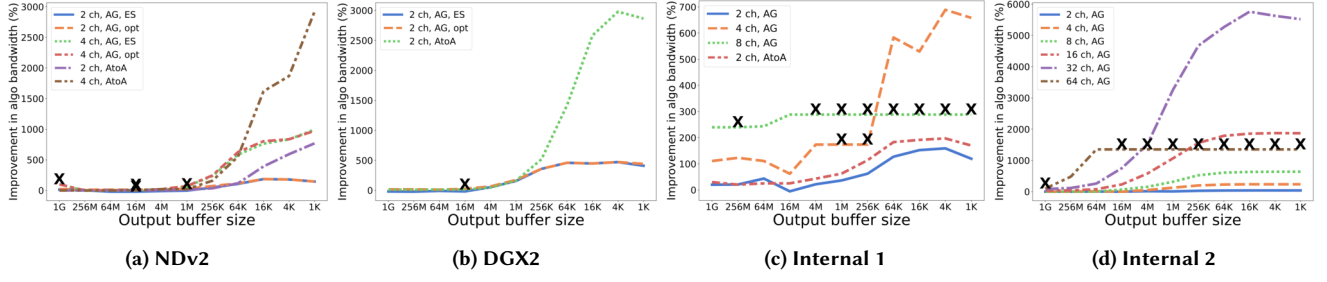 Improvement in algo bandwidth (%)
3000
2500
2000
1500
1000
500
0
2 ch, AG, ES
2 ch, AG, opt
4 ch, AG, ES
4 ch, AG, opt
2 ch, AtoA
4 ch, AtoA
X X X X
1G 256M 64M 16M 4M 1M 256K 64K 16K 4K 1K
Output buffer size
(a) NDv2
Improvement in algo bandwidth (%)
3000
2500
2000
1500
1000
500
0
2 ch, AG, ES
2 ch, AG, opt
2 ch, AtoA
X
1G 256M 64M 16M 4M 1M 256K 64K 16K 4K 1K
Output buffer size
(b) DGX2
Improvement in algo bandwidth (%)
700
600
500
400
300
200
100
0
2 ch, AG
4 ch, AG
8 ch, AG
2 ch, AtoA
X X X X X X X X
X X
1G 256M 64M 16M 4M 1M 256K 64K 16K 4K 1K
Output buffer size
(c) Internal 1
Improvement in algo bandwidth (%)
6000
5000
4000
3000
2000
1000
0
2 ch, AG
4 ch, AG
8 ch, AG
16 ch, AG
32 ch, AG
64 ch, AG
X X X X X X X X
X
1G 256M 64M 16M 4M 1M 256K 64K 16K 4K 1K
Output buffer size
(d) Internal 2